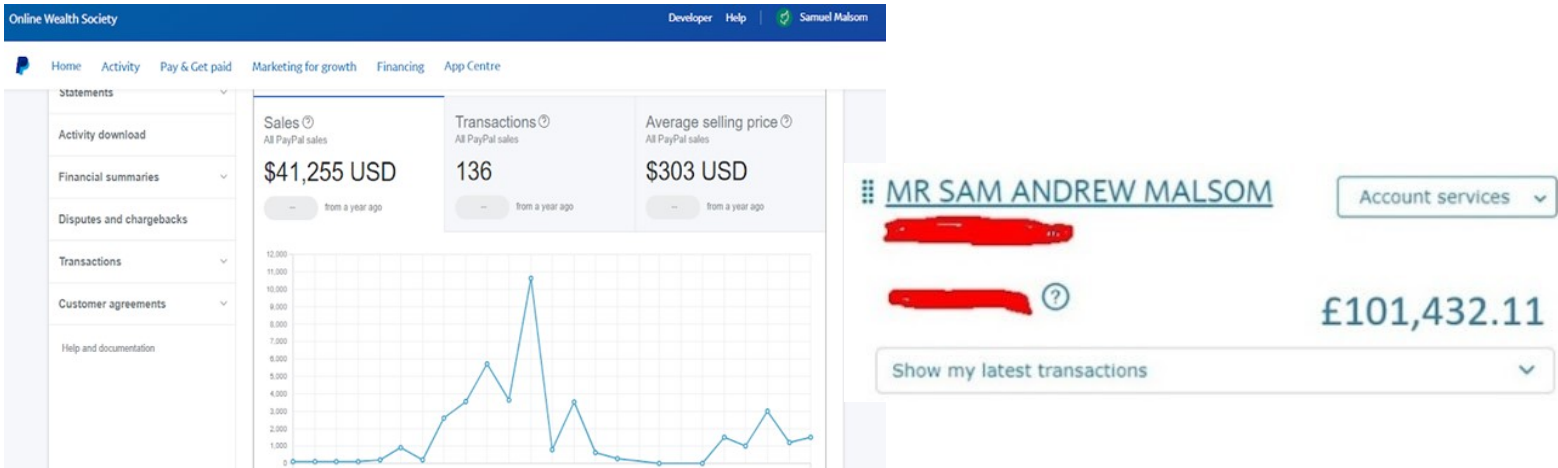 Online Wealth Society
Developer Help Samuel Malsom
Home Activity Pay & Get paid Marketing for growth Financing App Centre
Statements
Activity download
Financial summaries
Disputes and chargebacks
Transactions
Customer agreements
Help and documentation
Sales ?
All PayPal sales
$41,255 USD
-- from a year ago
Transactions ?
All PayPal sales
136
-- from a year ago
Average selling price ?
All PayPal sales
$303 USD
-- from a year ago
12,000
11,000
10,000
9,000
8,000
7,000
6,000
5,000
4,000
3,000
2,000
1,000
0
MR SAM ANDREW MALSOM
Account services
?
£101,432.11
Show my latest transactions